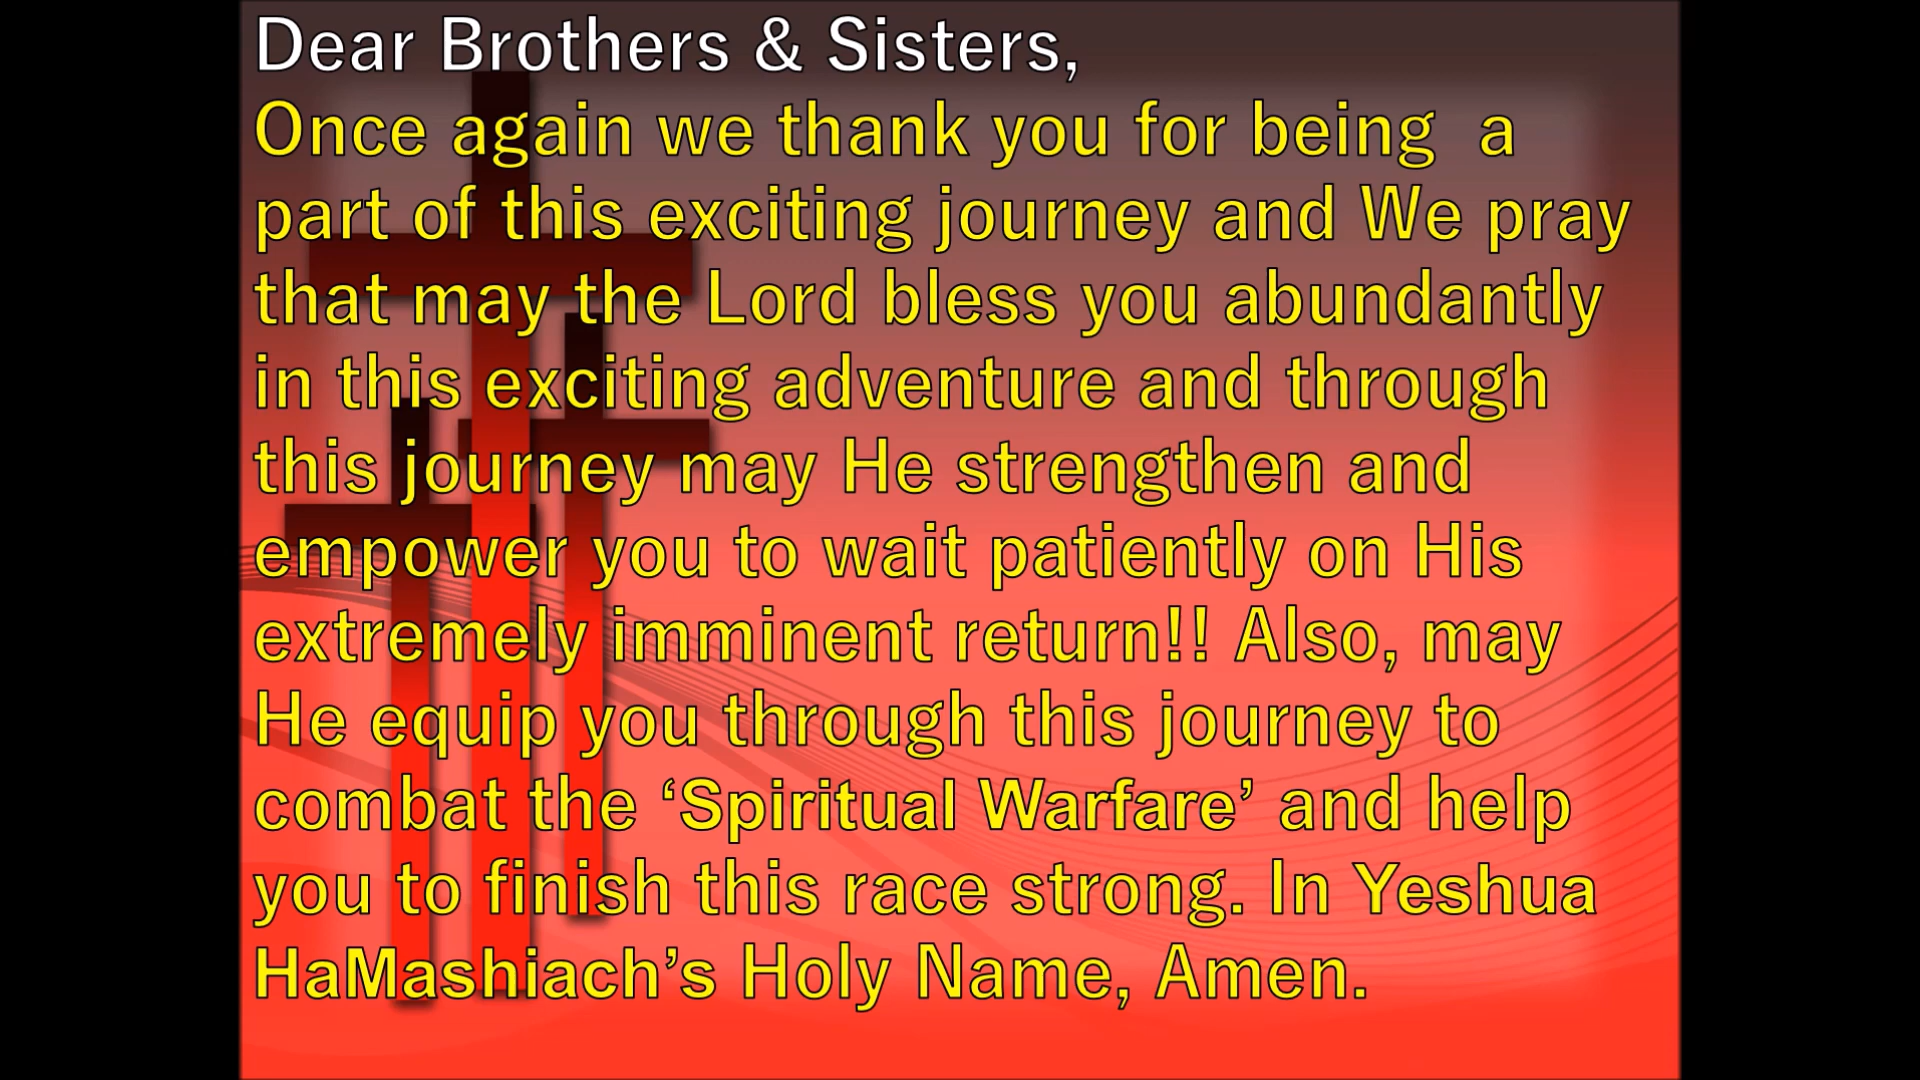 Dear Brothers & Sisters,
Once again we thank you for being  a
part of this exciting journey and We pray
that may the Lord bless you abundantly
in this exciting adventure and through
this journey may He strengthen and
empower you to wait patiently on His
extremely imminent return!! Also, may
He equip you through this journey to
combat the ‘Spiritual Warfare’ and help
you to finish this race strong. In Yeshua
HaMashiach’s Holy Name, Amen.